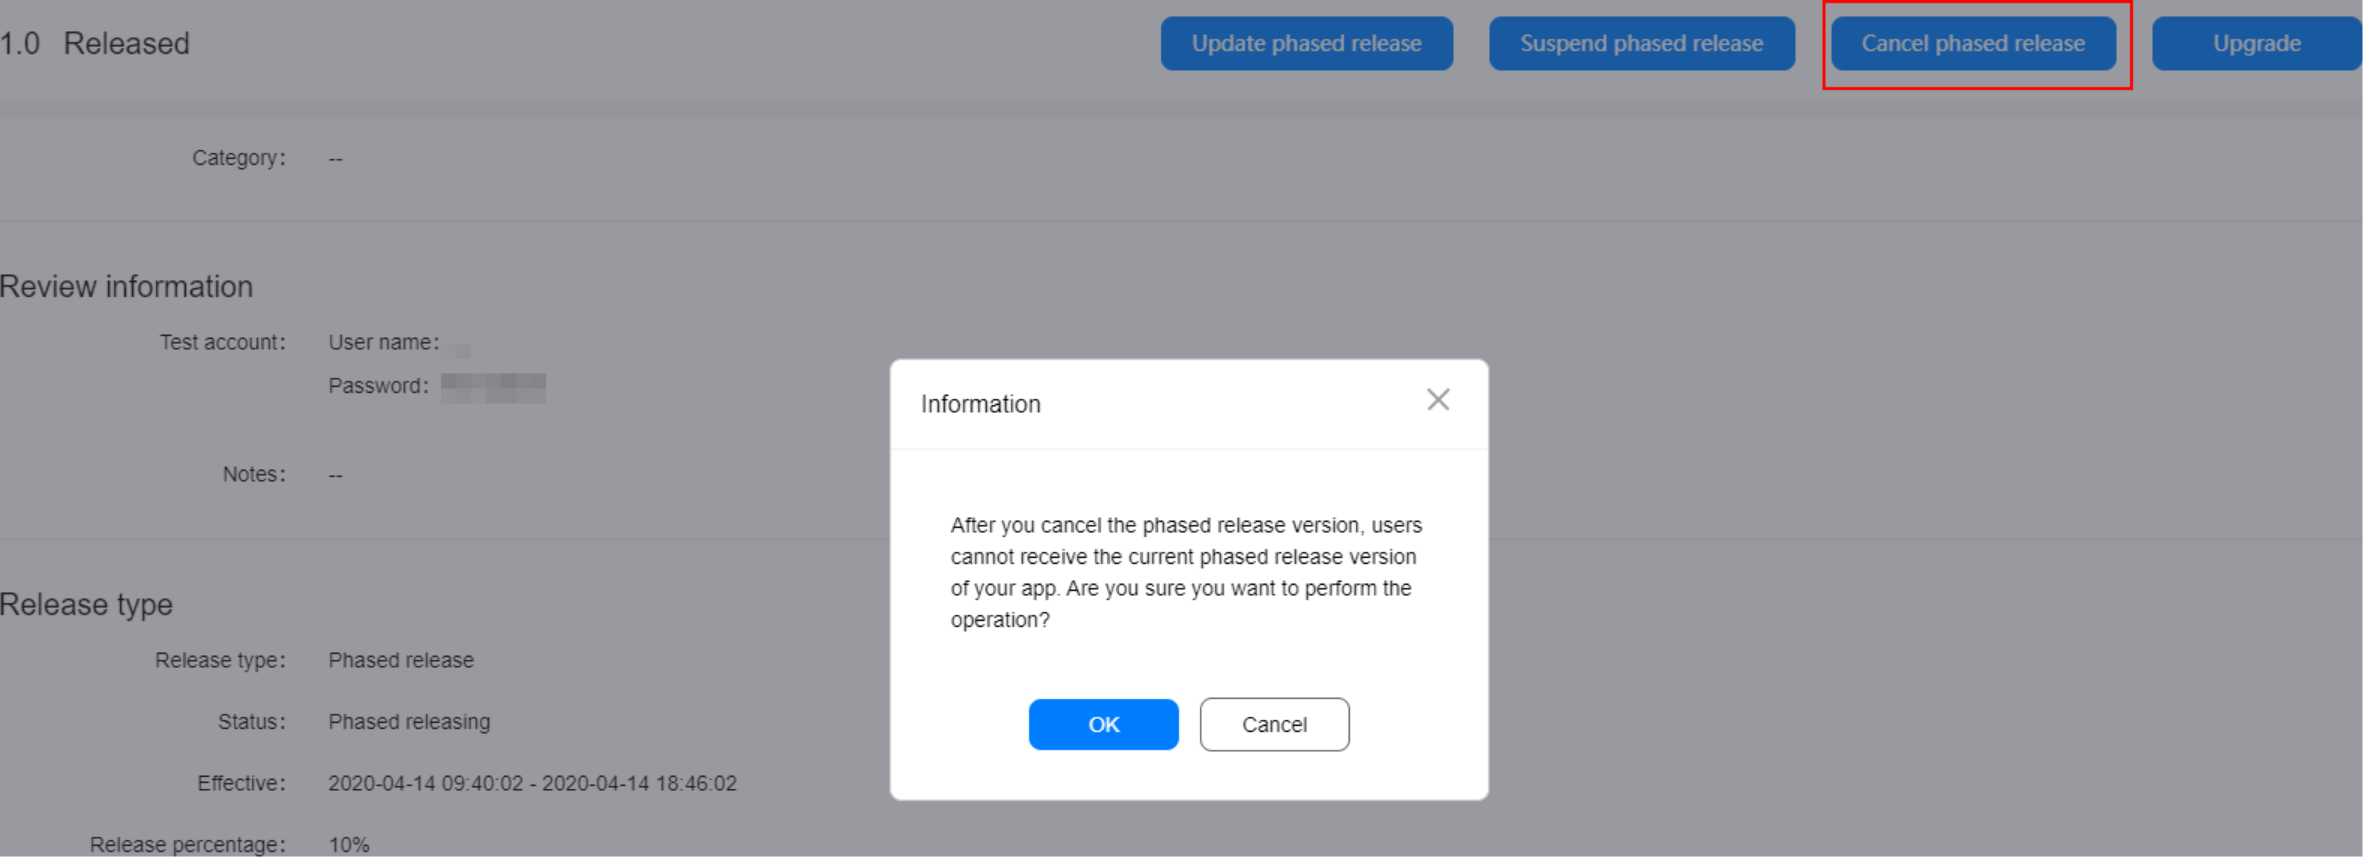 1.0 Released
Update phased release
Suspend phased release
Cancel phased release
Upgrade
Category: --
Review information
Test account: User name:
Password:
Notes: --
Release type
Release type: Phased release
Status: Phased releasing
Effective: 2020-04-14 09:40:02 - 2020-04-14 18:46:02
Release percentage: 10%
Information
After you cancel the phased release version, users
cannot receive the current phased release version
of your app. Are you sure you want to perform the
operation?
OK
Cancel